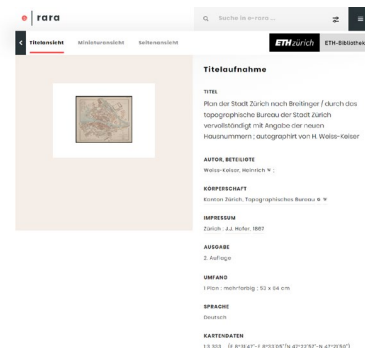 e | rara
Suche in e-rara ...
Titelansicht Miniaturansicht Seitenansicht
ETH zürich ETH-Bibliothek
Titelaufnahme
TITEL
Plan der Stadt Zürich nach Breitinger / durch das
topographische Bureau der Stadt Zürich
vervollständigt mit Angabe der neuen
Hausnummern ; autographirt von H. Weiss-Keiser
AUTOR, BETEILIGTE
Weiss-Keiser, Heinrich ;
KÖRPERSCHAFT
Kanton Zürich, Topographisches Bureau
IMPRESSUM
Zürich : J.J. Hofer, 1887
AUSGABE
2. Auflage
UMFANG
1 Plan : mehrfarbig ; 53 x 64 cm
SPRACHE
Deutsch
KARTENDATEN